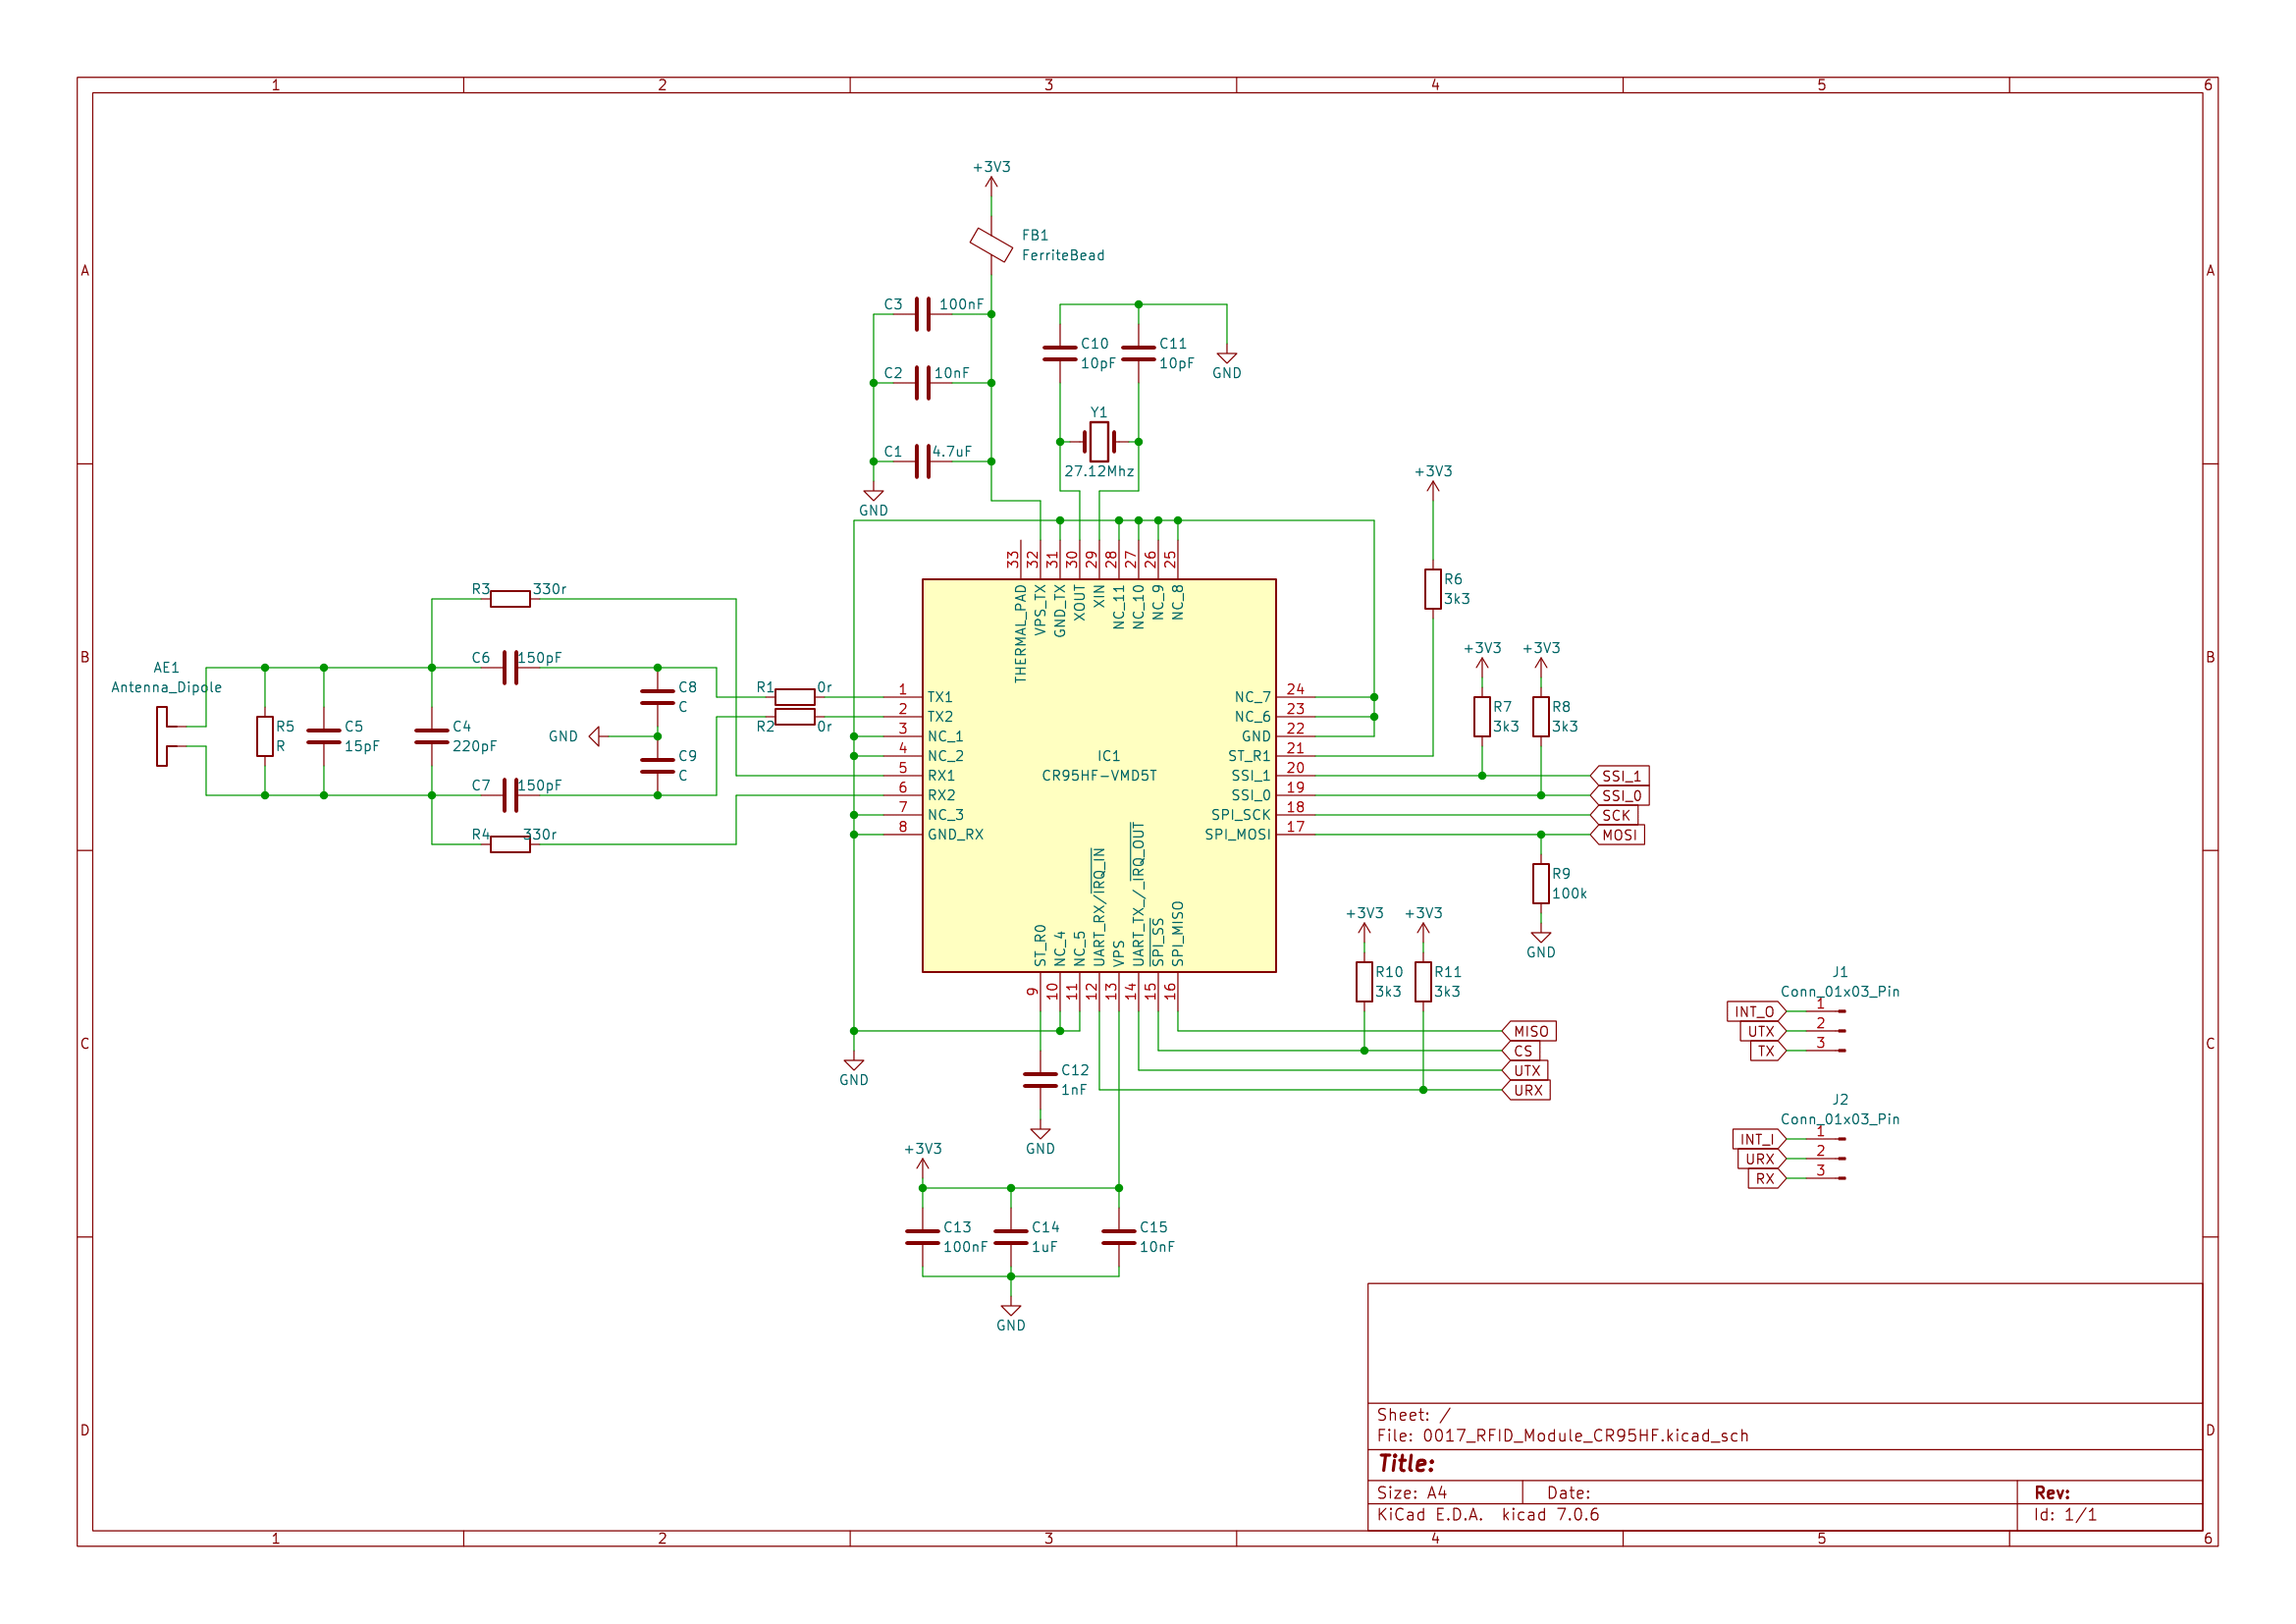 1 2 3 4 5 6
A A
B B
C C
D D
+3V3
FB1
FerriteBead
C3 100nF
C2 10nF
C1 4.7uF
GND
C10
10pF
C11
10pF
GND
Y1
27.12Mhz
+3V3
R6
3k3
+3V3
R7
3k3
+3V3
R8
3k3
33 32 31 30 29 28 27 26 25
THERMAL_PAD
VPS_TX
GND_TX
XOUT
XIN
NC_11
NC_10
NC_9
NC_8
R3 330r
C6 150pF
AE1
Antenna_Dipole
R5
R
C5
15pF
C4
220pF
C8
C
GND
C9
C
C7 150pF
R4 330r
R1 0r
R2 0r
1 TX1
2 TX2
3 NC_1
4 NC_2
5 RX1
6 RX2
7 NC_3
8 GND_RX
IC1
CR95HF-VMD5T
NC_7 24
NC_6 23
GND 22
ST_R1 21
SSI_1 20
SSI_0 19
SPI_SCK 18
SPI_MOSI 17
SSI_1
SSI_0
SCK
MOSI
R9
100k
GND
ST_R0
NC_4
NC_5
UART_RX/IRQ_IN
VPS
UART_TX_/_IRQ_OUT
SPI_SS
SPI_MISO
9 10 11 12 13 14 15 16
+3V3
R10
3k3
+3V3
R11
3k3
MISO
CS
UTX
URX
GND
C12
1nF
GND
+3V3
C13
100nF
C14
1uF
C15
10nF
GND
J1
Conn_01x03_Pin
INT_O 1
UTX 2
TX 3
J2
Conn_01x03_Pin
INT_I 1
URX 2
RX 3
Sheet: /
File: 0017_RFID_Module_CR95HF.kicad_sch
Title:
Size: A4 Date: Rev:
KiCad E.D.A. kicad 7.0.6 Id: 1/1
1 2 3 4 5 6